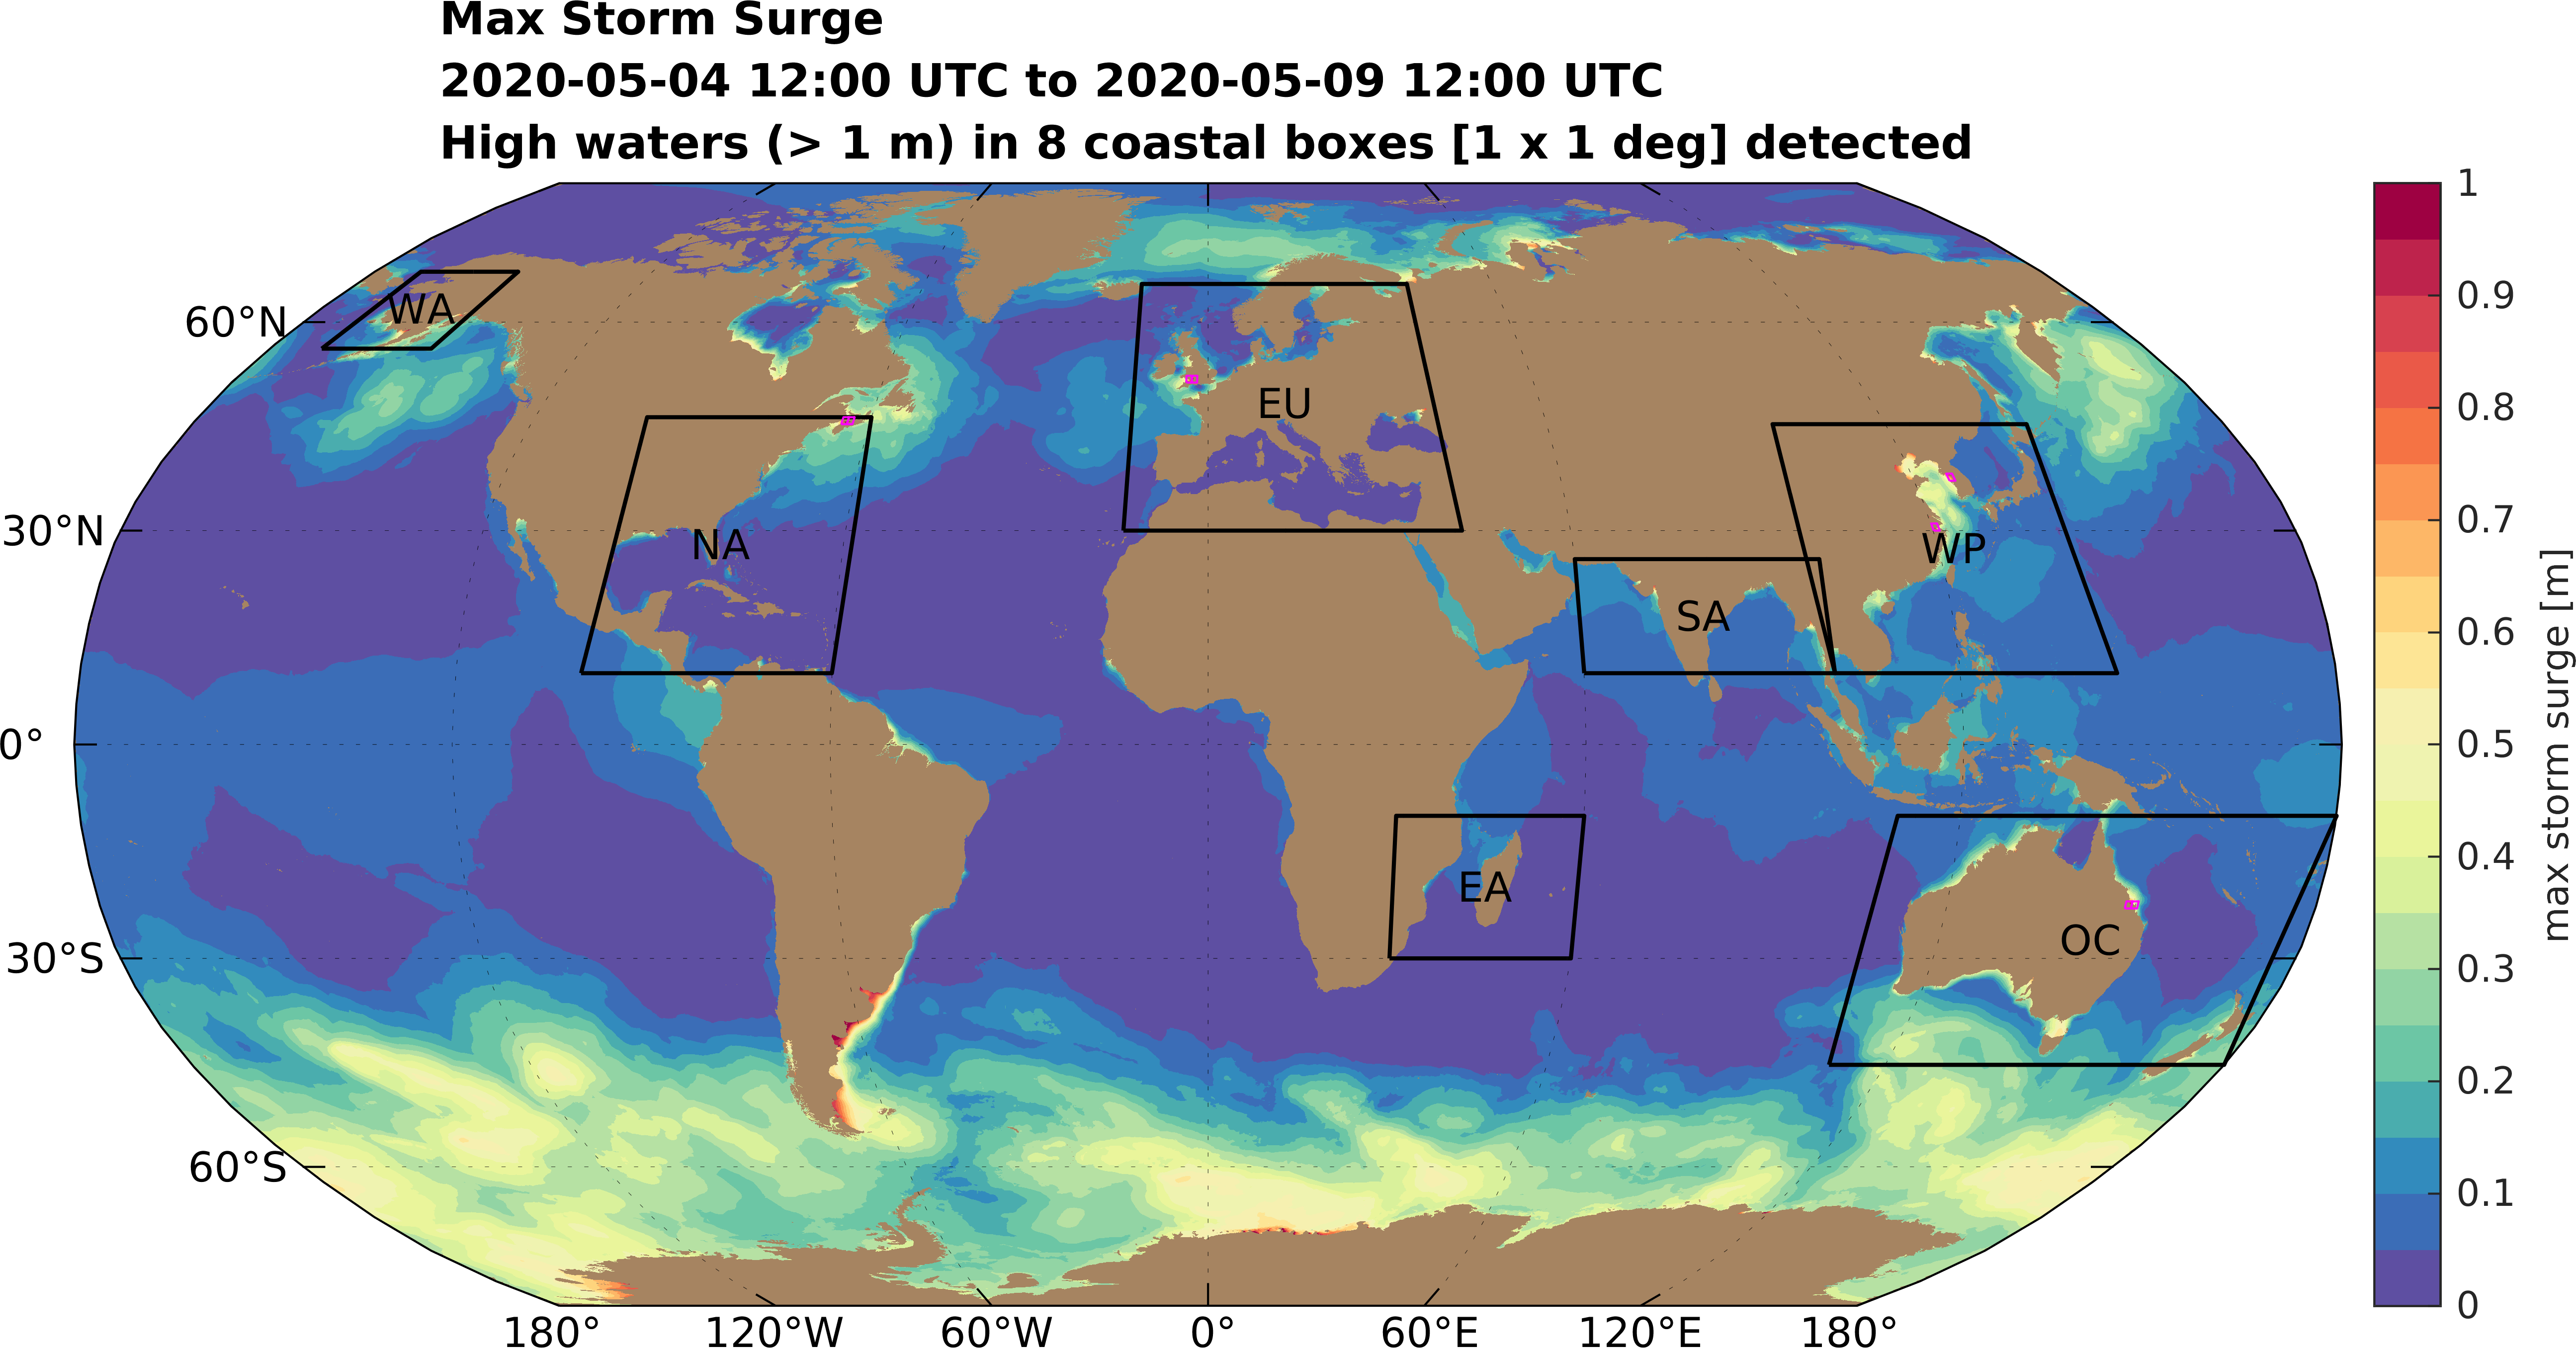 Max Storm Surge
2020-05-04 12:00 UTC to 2020-05-09 12:00 UTC
High waters (> 1 m) in 8 coastal boxes [1 x 1 deg] detected
60°N
30°N
0°
30°S
60°S
180°
120°W
60°W
0°
60°E
120°E
180°
WA
NA
EU
SA
WP
EA
OC
1
0.9
0.8
0.7
0.6
0.5
0.4
0.3
0.2
0.1
0
max storm surge [m]